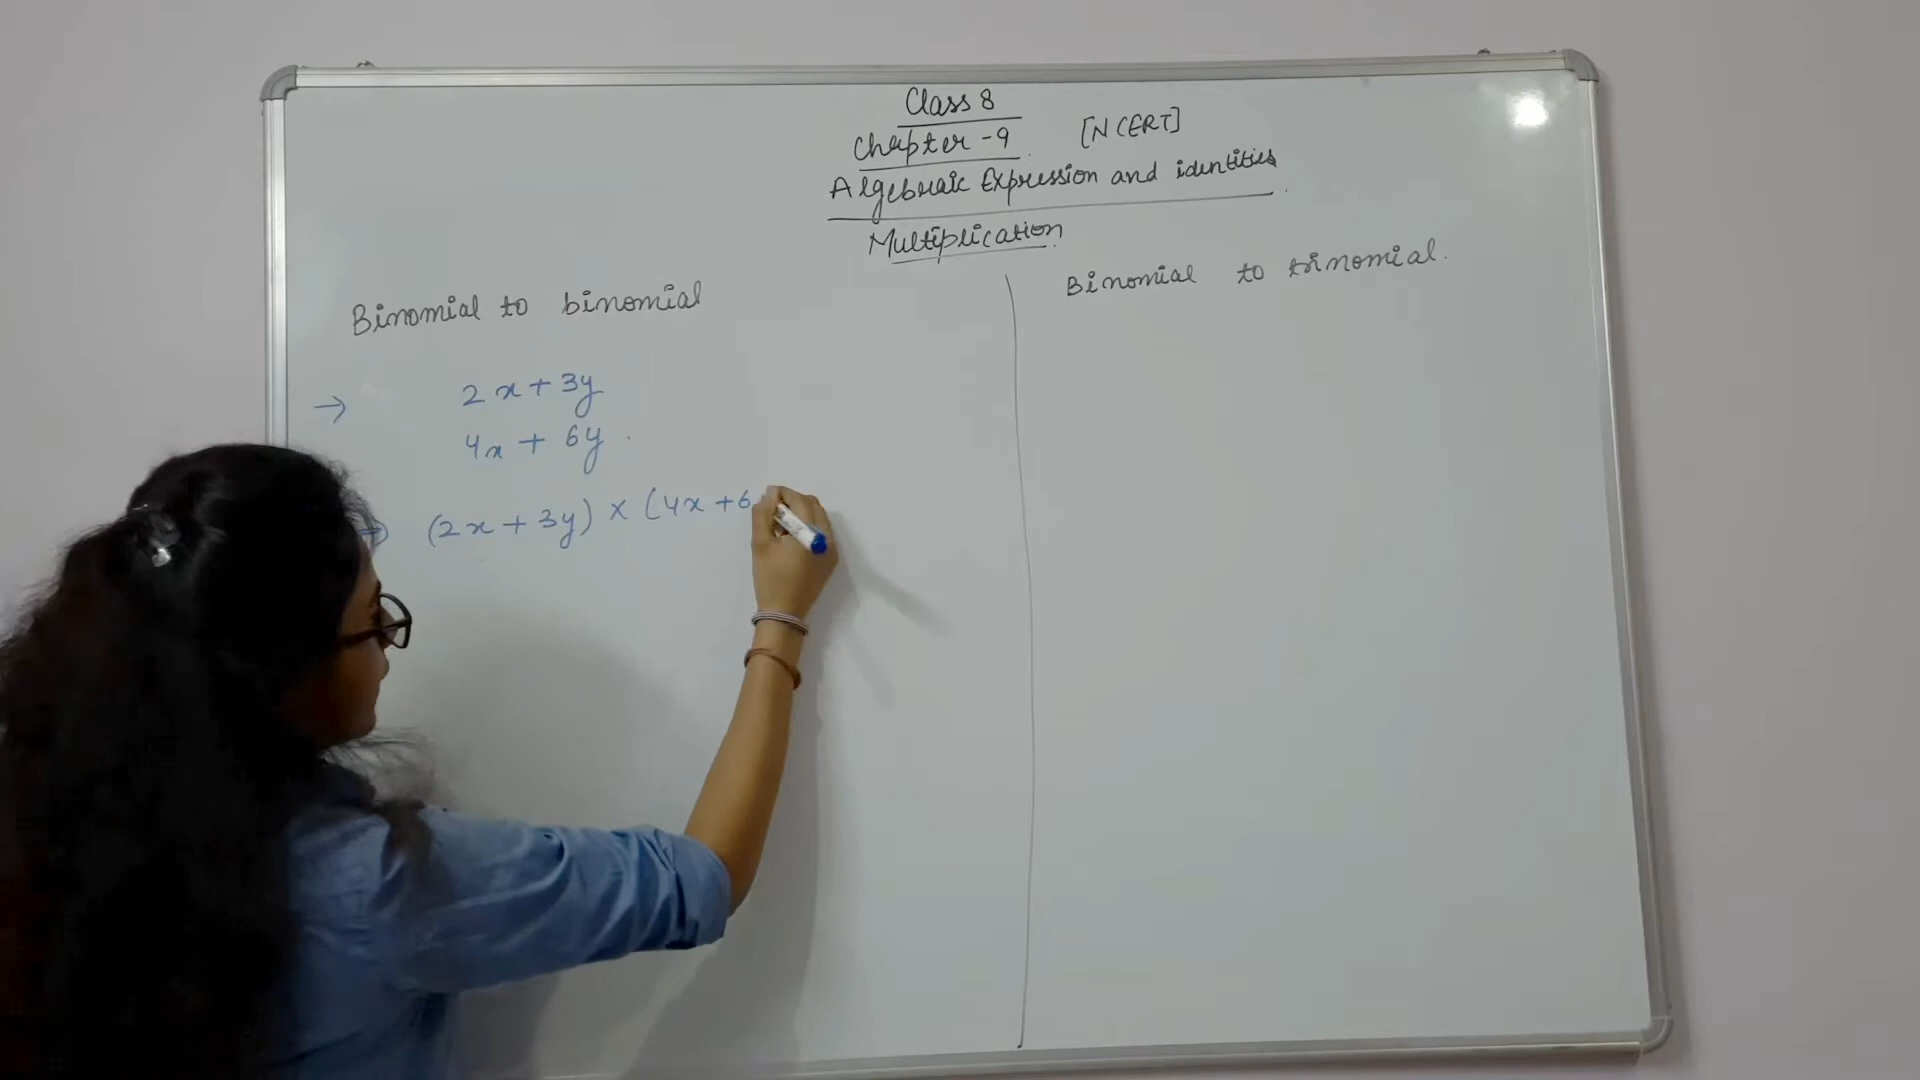 Class 8
Chapter - 9 [NCERT]
Algebraic Expression and identities
Multiplication
Binomial to binomial
→ 2x + 3y
4x + 6y
⇒ (2x + 3y) × (4x + 6
Binomial to trinomial.